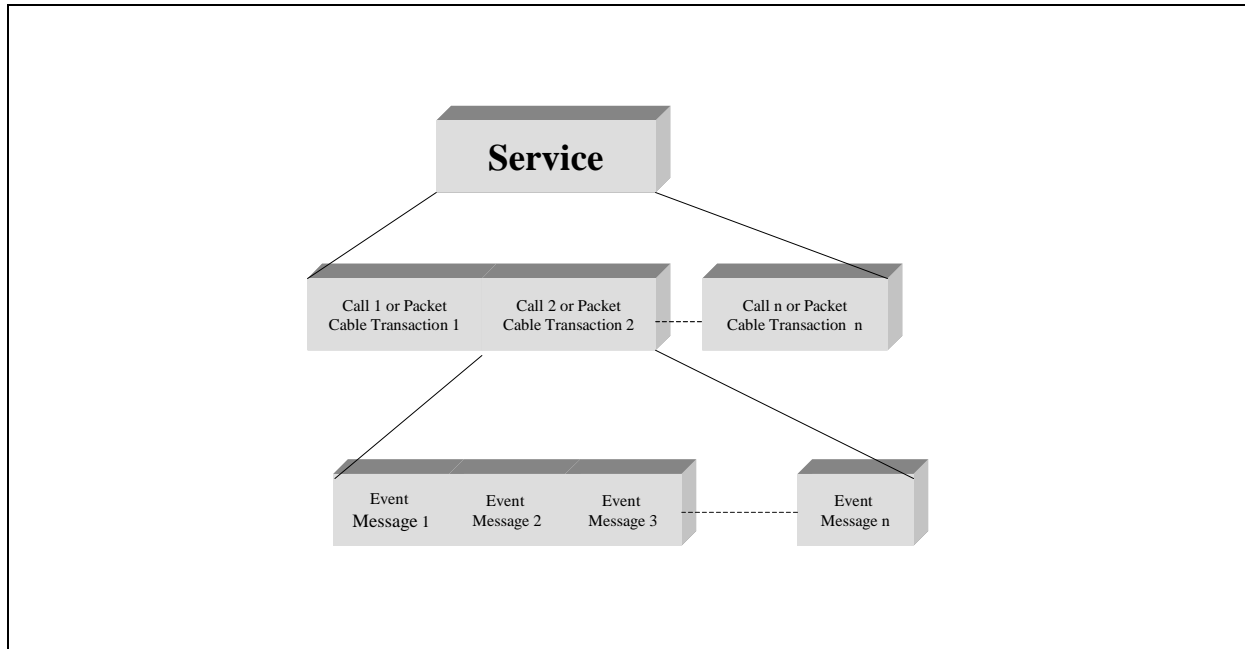 Service
Call 1 or Packet
Cable Transaction 1
Call 2 or Packet
Cable Transaction 2
Call n or Packet
Cable Transaction  n
Event
Message 1
Event
Message 2
Event
Message 3
Event
Message n